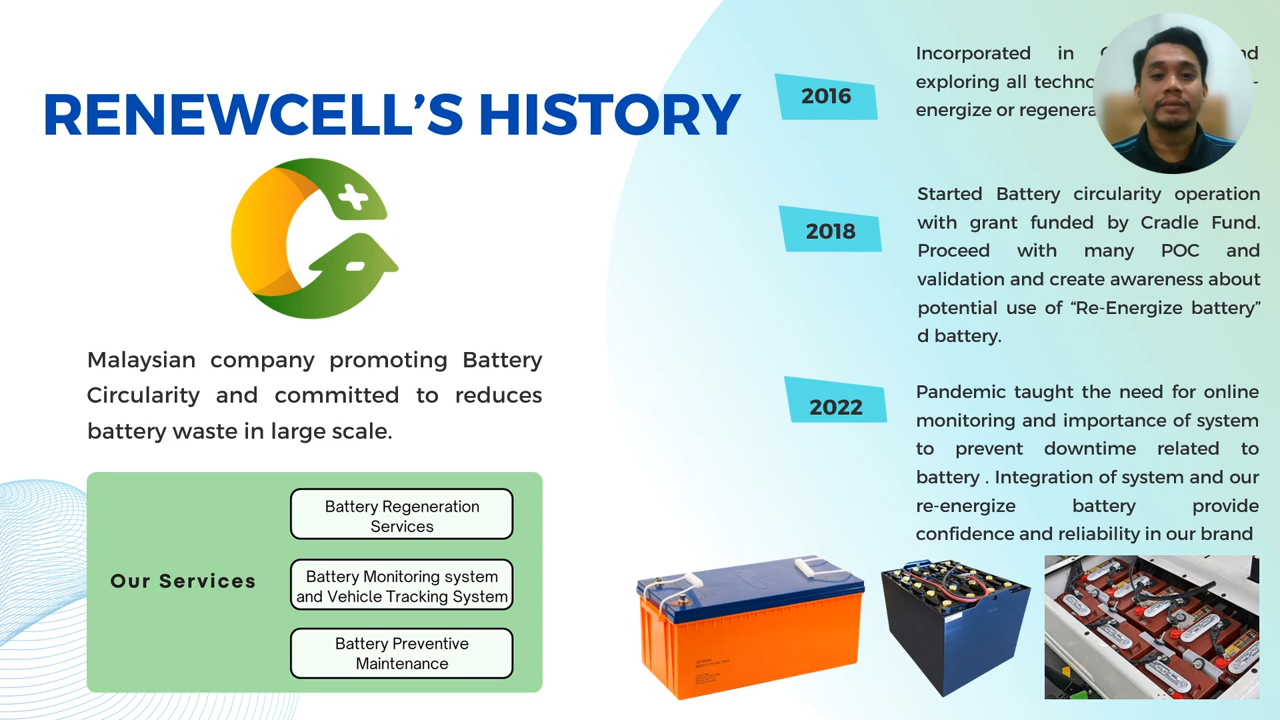 RENEWCELL’S HISTORY
Malaysian company promoting Battery
Circularity and committed to reduces
battery waste in large scale.
Our Services
Battery Regeneration
Services
Battery Monitoring system
and Vehicle Tracking System
Battery Preventive
Maintenance
2016
Incorporated in
exploring all
energize or
2018
Started Battery circularity operation
with grant funded by Cradle Fund.
Proceed with many POC and
validation and create awareness about
potential use of “Re-Energize battery”
d battery.
2022
Pandemic taught the need for online
monitoring and importance of system
to prevent downtime related to
battery . Integration of system and our
re-energize battery provide
confidence and reliability in our brand